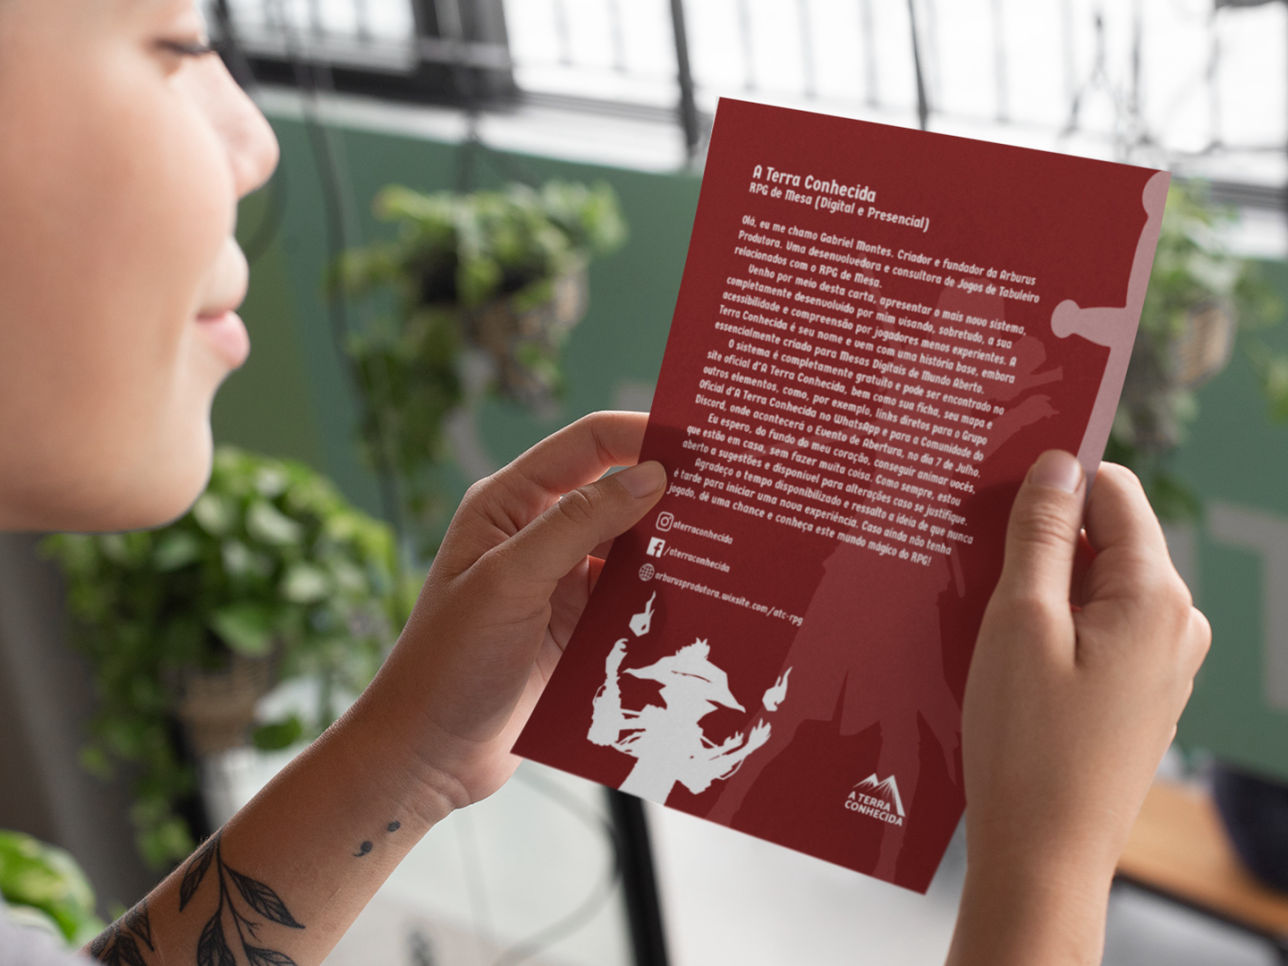 A Terra Conhecida
RPG de Mesa (Digital e Presencial)
Olá, eu me chamo Gabriel Montes. Criador e fundador da Arburus
Produtora. Uma desenvolvedora e consultora de Jogos de Tabuleiro
relacionados com o RPG de Mesa.
Venho por meio desta carta, apresentar o mais novo sistema,
completamente desenvolvido por mim visando, sobretudo, a sua
acessibilidade e compreensão por jogadores menos experientes. A
Terra Conhecida é seu nome e vem com uma história base, embora
essencialmente criado para Mesas Digitais de Mundo Aberto.
O sistema é completamente gratuito e pode ser encontrado no
site oficial d'A Terra Conhecida, bem como sua ficha, seu mapa e
outros elementos, como, por exemplo, links diretos para o Grupo
Oficial d'A Terra Conhecida no WhatsApp e para a Comunidade do
Discord, onde acontecerá o Evento de Abertura, no dia 7 de Julho.
Eu espero, do fundo do meu coração, conseguir animar vocês,
que estão em casa, sem fazer muita coisa. Como sempre, estou
aberto a sugestões e disponível para alterações caso se justifique.
Agradeço o tempo disponibilizado e ressalto a ideia de que nunca
é tarde para iniciar uma nova experiência. Caso ainda não tenha
jogado, dê uma chance e conheça este mundo mágico do RPG!
aterraconhecida
/aterraconhecida
arburusprodutora.wixsite.com/atc-rpg
A TERRA
CONHECIDA